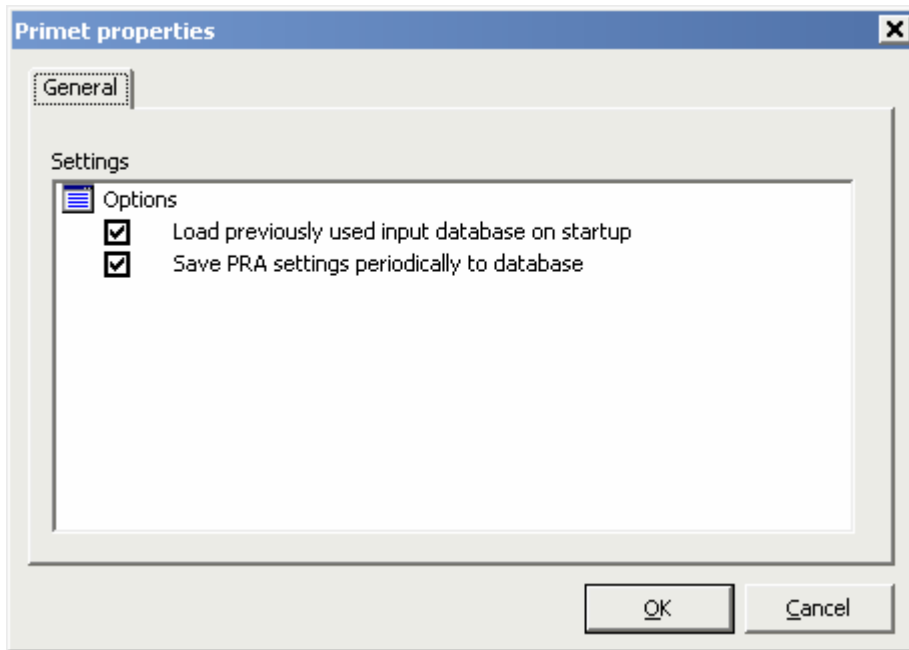 Primet properties
General
Settings
Options
Load previously used input database on startup
Save PRA settings periodically to database
OK
Cancel